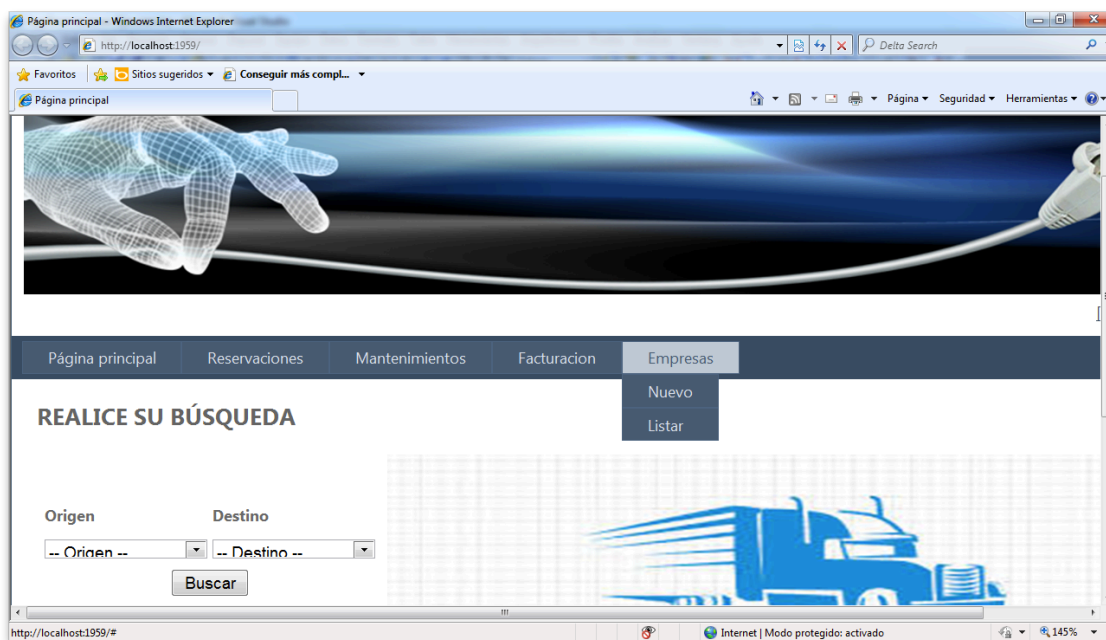 Página principal - Windows Internet Explorer
http://localhost:1959/
Delta Search
Favoritos
Sitios sugeridos
Conseguir más compl...
Página principal
Página
Seguridad
Herramientas
Página principal
Reservaciones
Mantenimientos
Facturacion
Empresas
Nuevo
Listar
REALICE SU BÚSQUEDA
Origen
Destino
-- Origen --
-- Destino --
Buscar
http://localhost:1959/#
Internet | Modo protegido: activado
145%